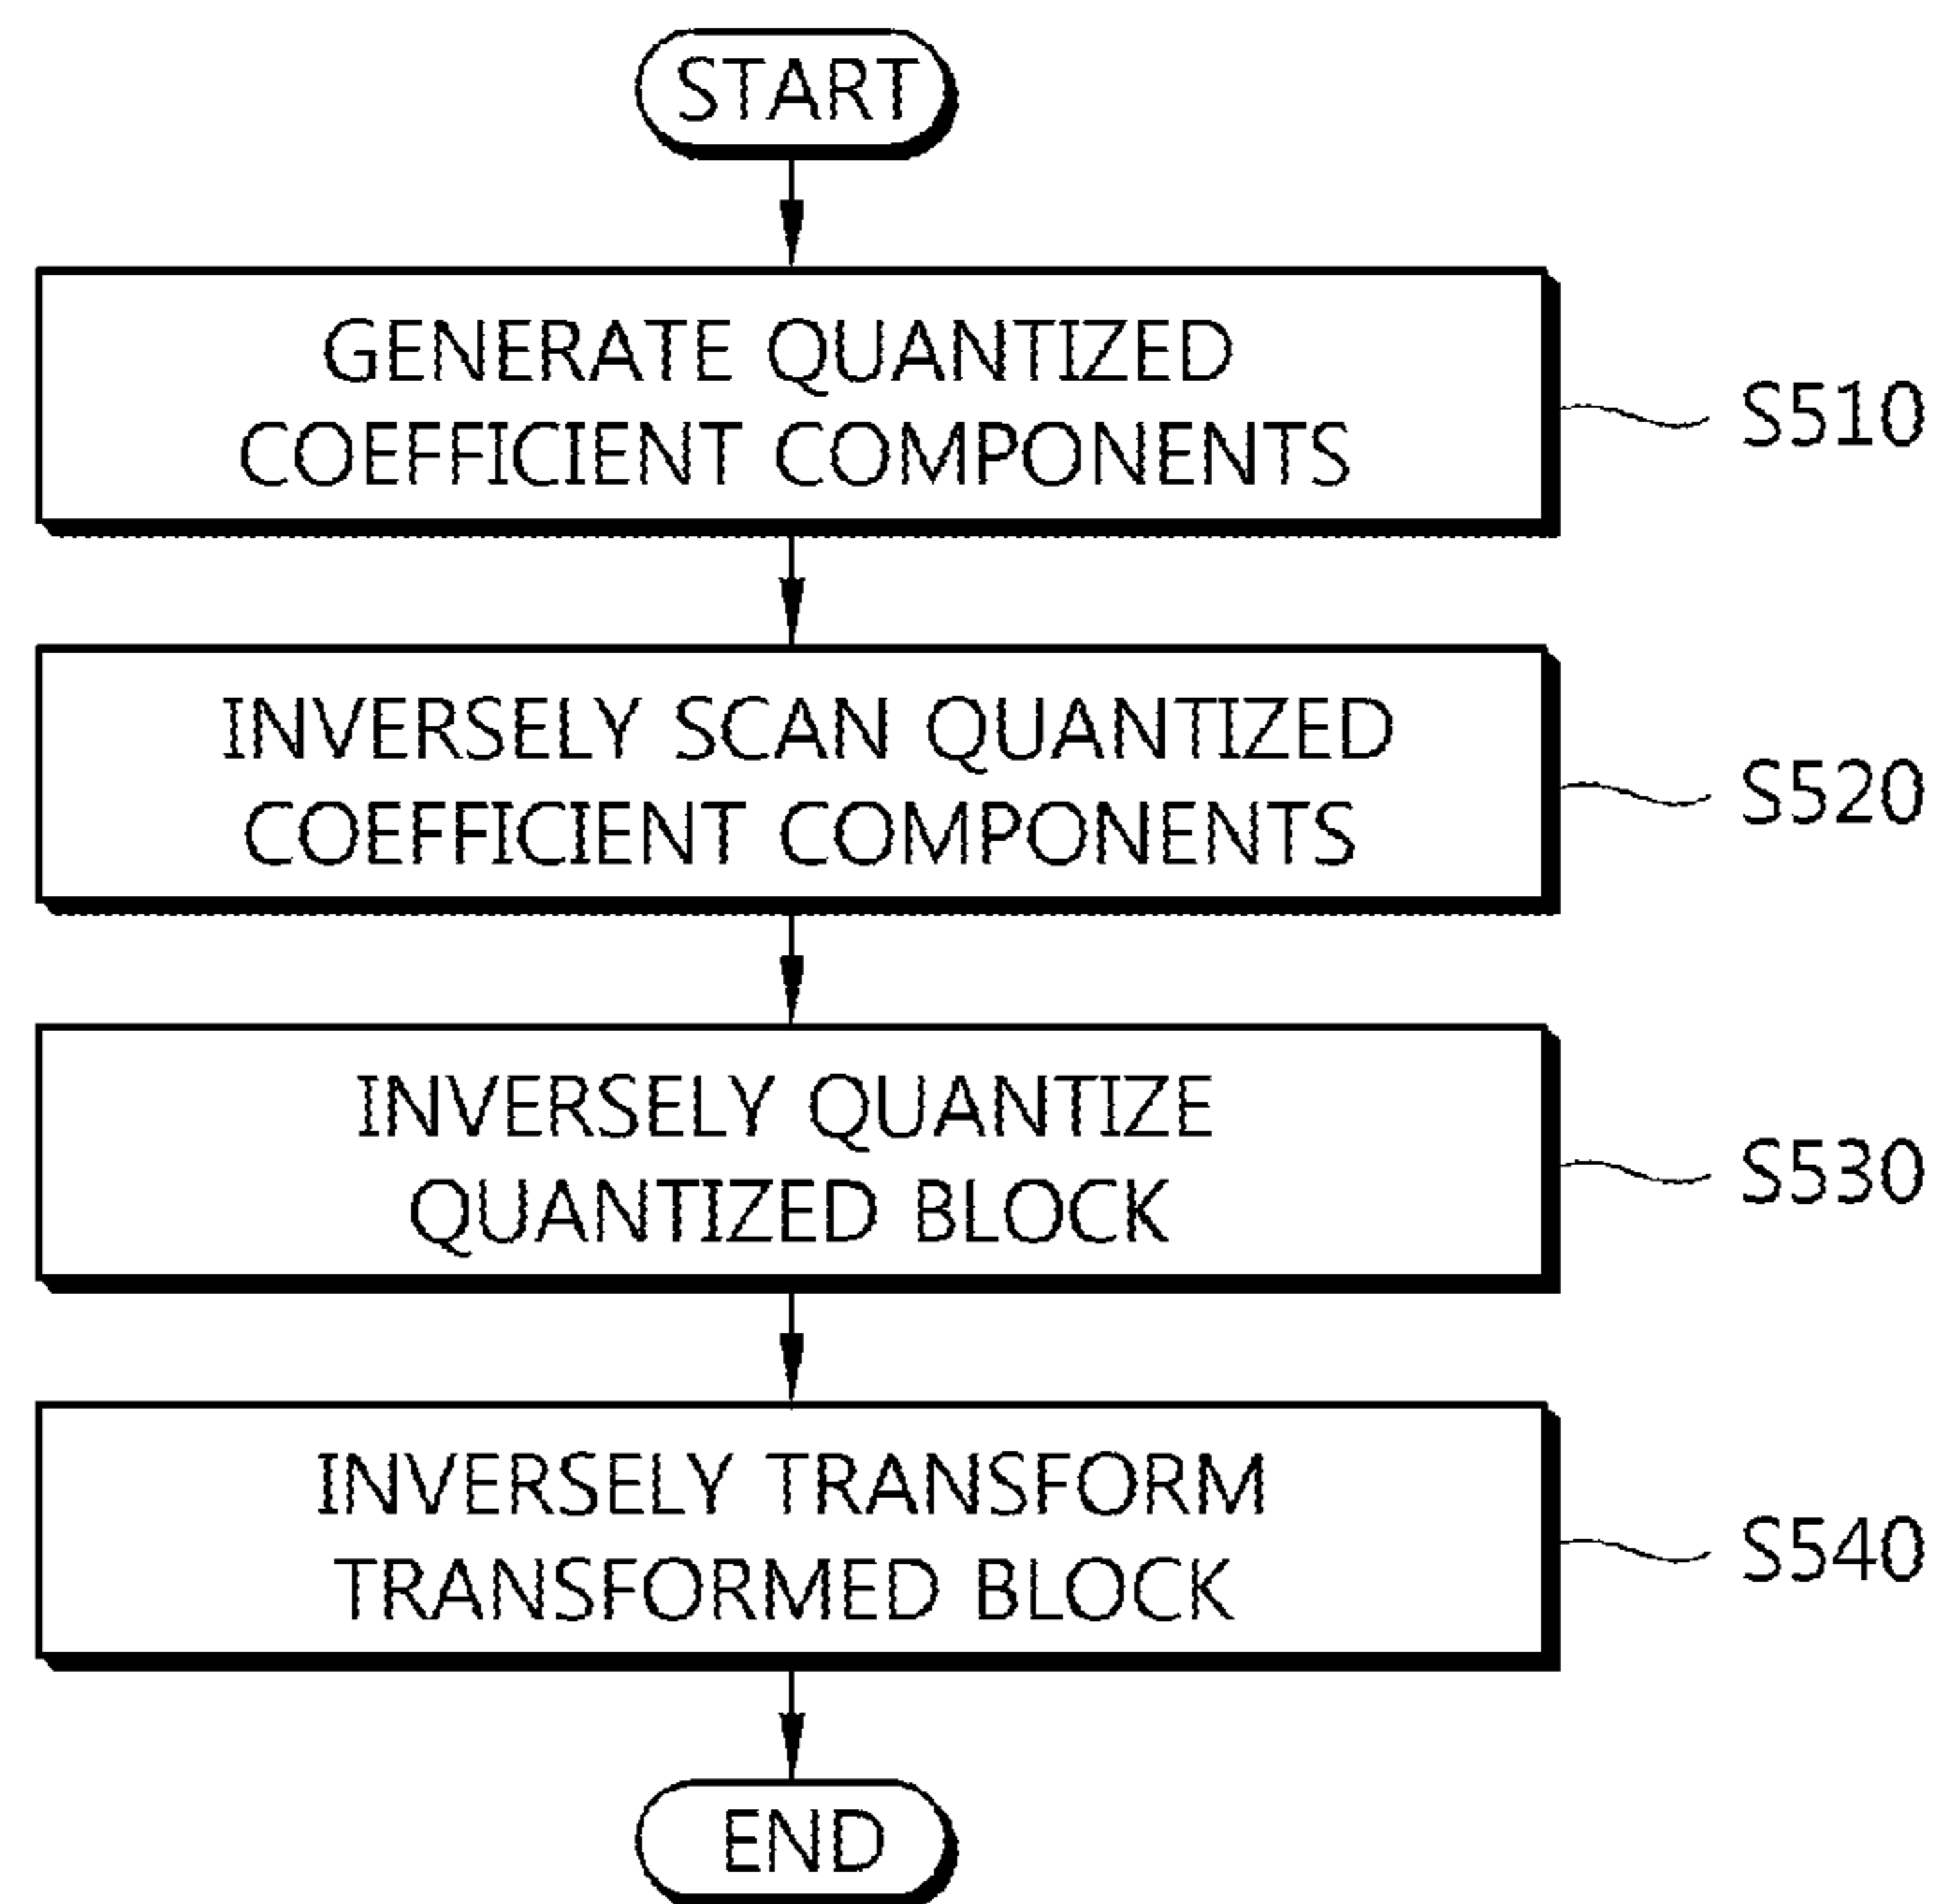 START
GENERATE QUANTIZED
COEFFICIENT COMPONENTS
S510
INVERSELY SCAN QUANTIZED
COEFFICIENT COMPONENTS
S520
INVERSELY QUANTIZE
QUANTIZED BLOCK
S530
INVERSELY TRANSFORM
TRANSFORMED BLOCK
S540
END